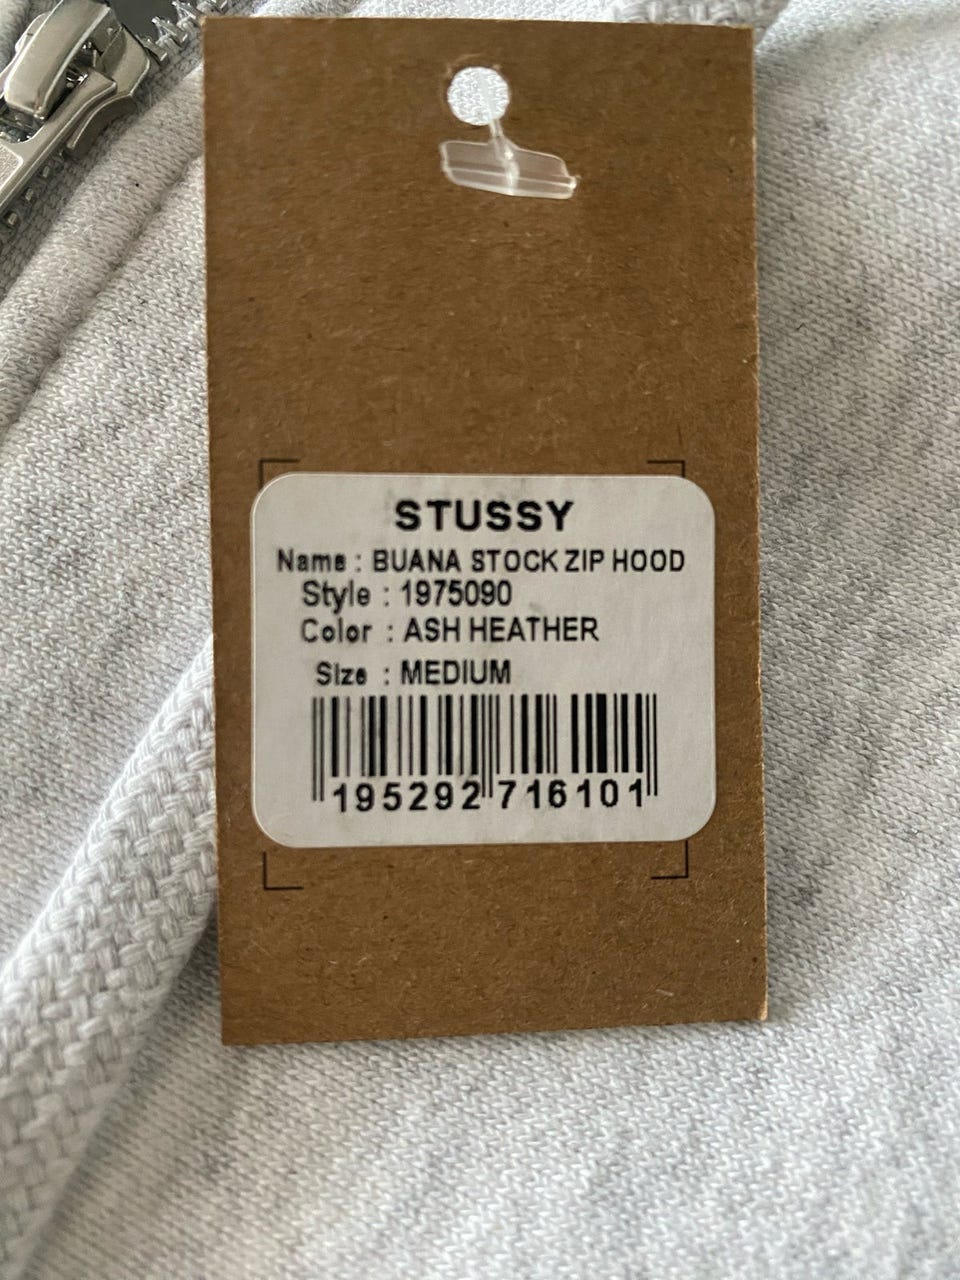 STUSSY
Name : BUANA STOCK ZIP HOOD
Style : 1975090
Color : ASH HEATHER
Size : MEDIUM
195292 716101